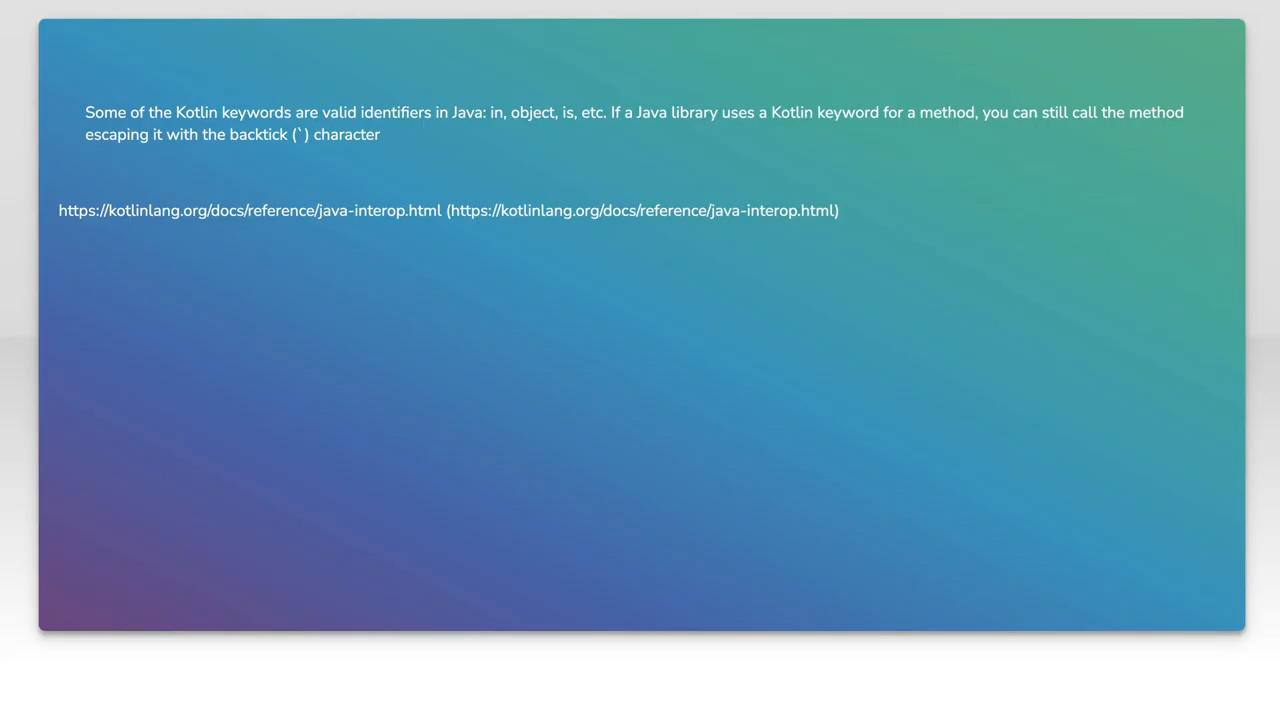 Some of the Kotlin keywords are valid identifiers in Java: in, object, is, etc. If a Java library uses a Kotlin keyword for a method, you can still call the method
escaping it with the backtick (`) character
https://kotlinlang.org/docs/reference/java-interop.html (https://kotlinlang.org/docs/reference/java-interop.html)